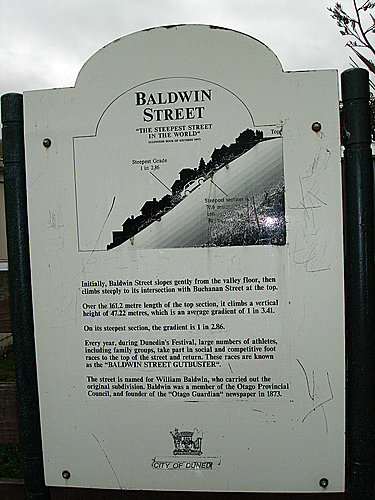 BALDWIN
STREET
"THE STEEPEST STREET
IN THE WORLD"
Top
Steepest Grade
1 in 2.86
Steepest section
Initially, Baldwin Street slopes gently from the valley floor, then
climbs steeply to its intersection with Buchanan Street at the top.
Over the 161.2 metre length of the top section, it climbs a vertical
height of 47.22 metres, which is an average gradient of 1 in 3.41.
On its steepest section, the gradient is 1 in 2.86.
Every year, during Dunedin's Festival, large numbers of athletes,
including family groups, take part in social and competitive foot
races to the top of the street and return. These races are known
as the "BALDWIN STREET GUTBUSTER".
The street is named for William Baldwin, who carried out the
original subdivision. Baldwin was a member of the Otago Provincial
Council, and founder of the "Otago Guardian" newspaper in 1873.
CITY OF DUNEDIN